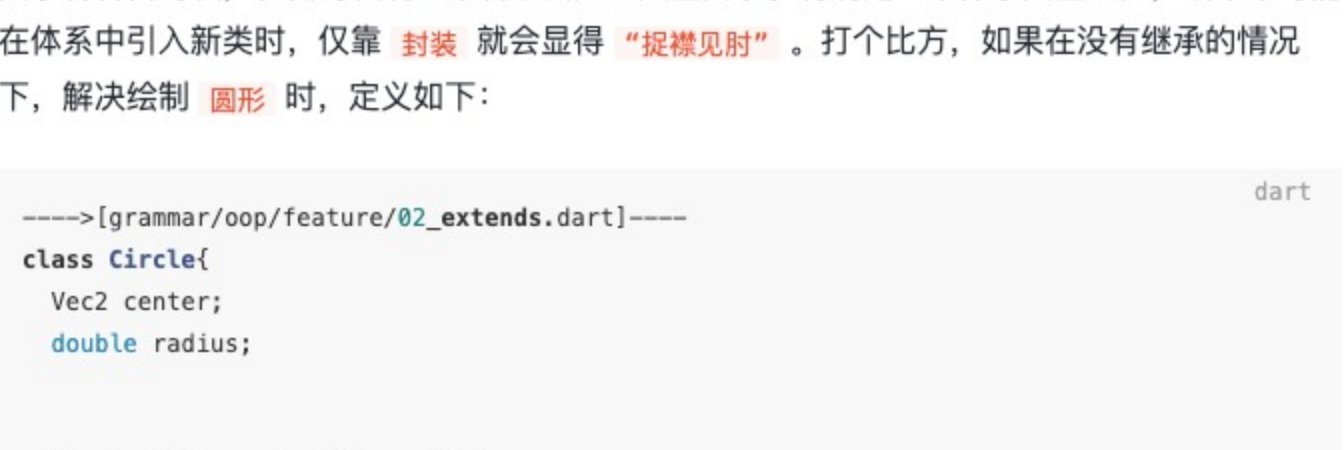 在体系中引入新类时，仅靠 封装 就会显得 “捉襟见肘” 。打个比方，如果在没有继承的情况
下，解决绘制 圆形 时，定义如下：
dart
---->[grammar/oop/feature/02_extends.dart]----
class Circle{
  Vec2 center;
  double radius;